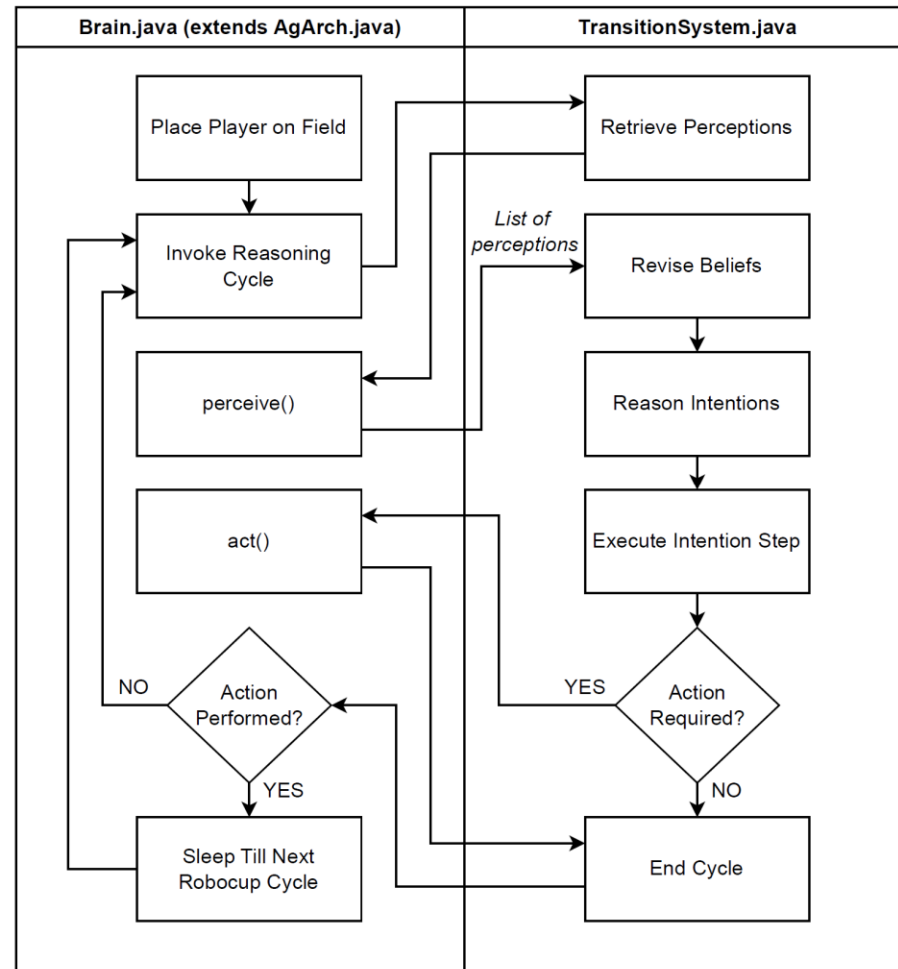 Brain.java (extends AgArch.java)
TransitionSystem.java
Place Player on Field
Retrieve Perceptions
List of
perceptions
Invoke Reasoning
Cycle
Revise Beliefs
perceive()
Reason Intentions
act()
Execute Intention Step
NO
Action
Performed?
YES
Action
Required?
YES
NO
Sleep Till Next
Robocup Cycle
End Cycle